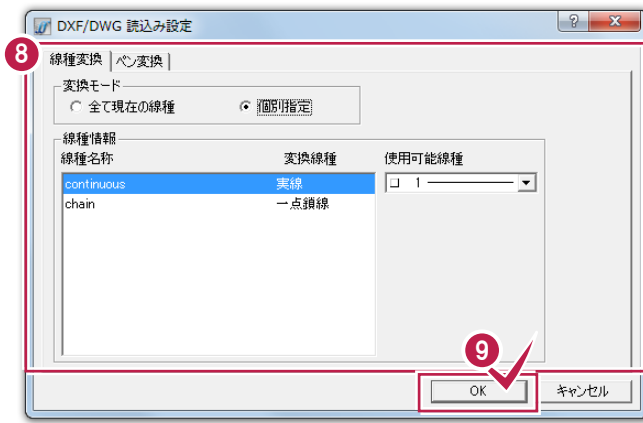 DXF/DWG 読込み設定
8
線種変換 ペン変換
変換モード
全て現在の線種 個別指定
線種情報
線種名称 変換線種 使用可能線種
continuous 実線 1
chain 一点鎖線
9
OK キャンセル